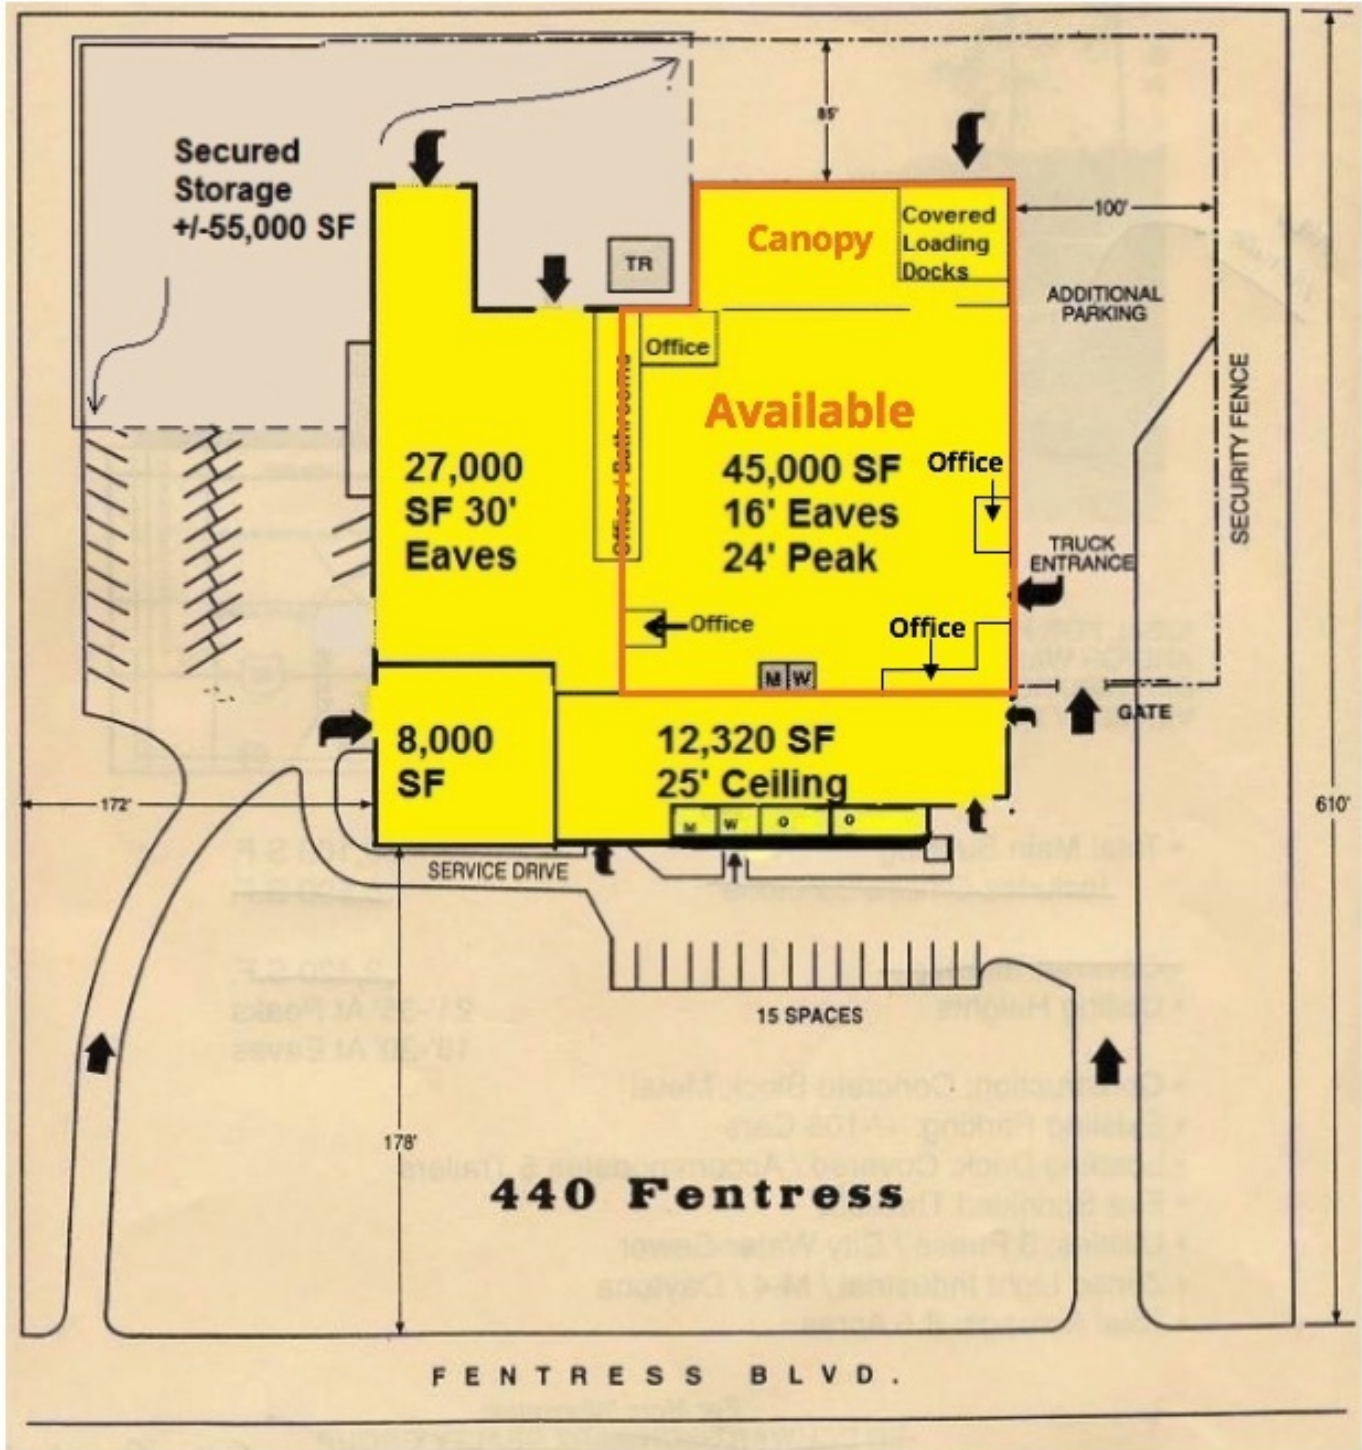 85'
Secured
Storage
+/-55,000 SF
TR
Canopy
Covered
Loading
Docks
100'
ADDITIONAL
PARKING
SECURITY FENCE
Office
Office / Bathrooms
Available
27,000
SF 30'
Eaves
45,000 SF
16' Eaves
24' Peak
Office
TRUCK
ENTRANCE
Office
Office
M W
GATE
8,000
SF
12,320 SF
25' Ceiling
M W O O
172'
610'
SERVICE DRIVE
15 SPACES
178'
440 Fentress
FENTRESS BLVD.